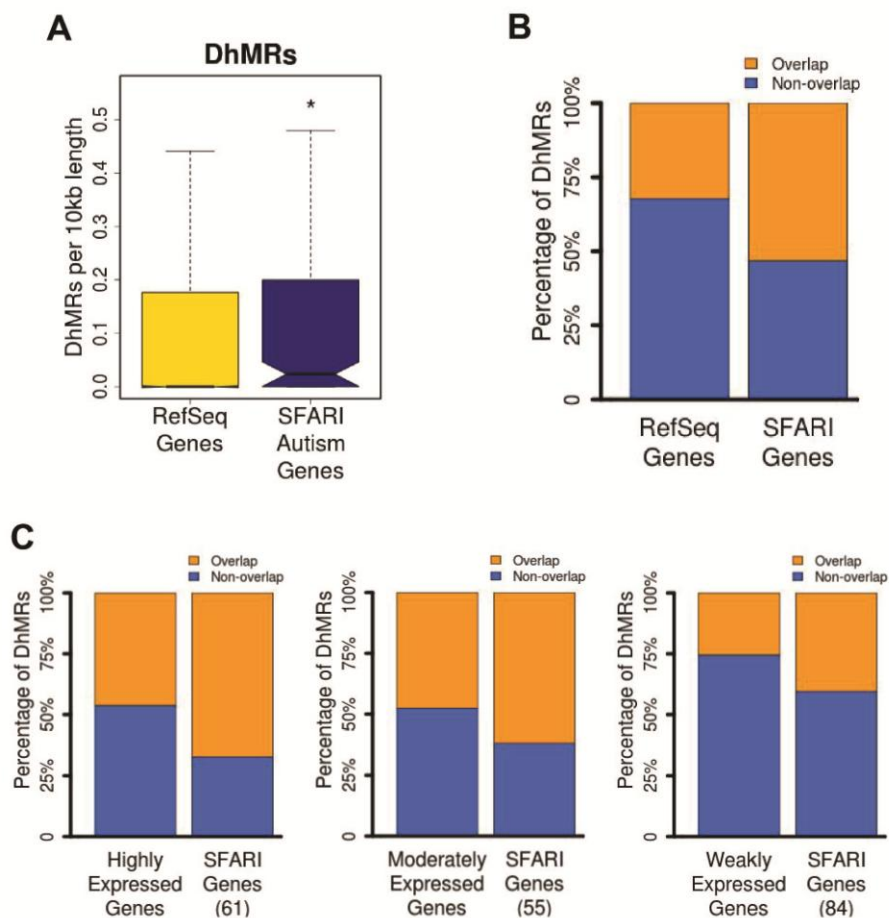 A
DhMRs
*
DhMRs per 10kb length
0.5
0.4
0.3
0.2
0.1
0.0
RefSeq
Genes
SFARI
Autism
Genes
B
Overlap
Non-overlap
Percentage of DhMRs
100%
75%
50%
25%
0
RefSeq
Genes
SFARI
Genes
C
Overlap
Non-overlap
Percentage of DhMRs
100%
75%
50%
25%
0
Highly
Expressed
Genes
SFARI
Genes
(61)
Overlap
Non-overlap
Percentage of DhMRs
100%
75%
50%
25%
0
Moderately
Expressed
Genes
SFARI
Genes
(55)
Overlap
Non-overlap
Percentage of DhMRs
100%
75%
50%
25%
0
Weakly
Expressed Genes
Genes
SFARI
Genes
(84)